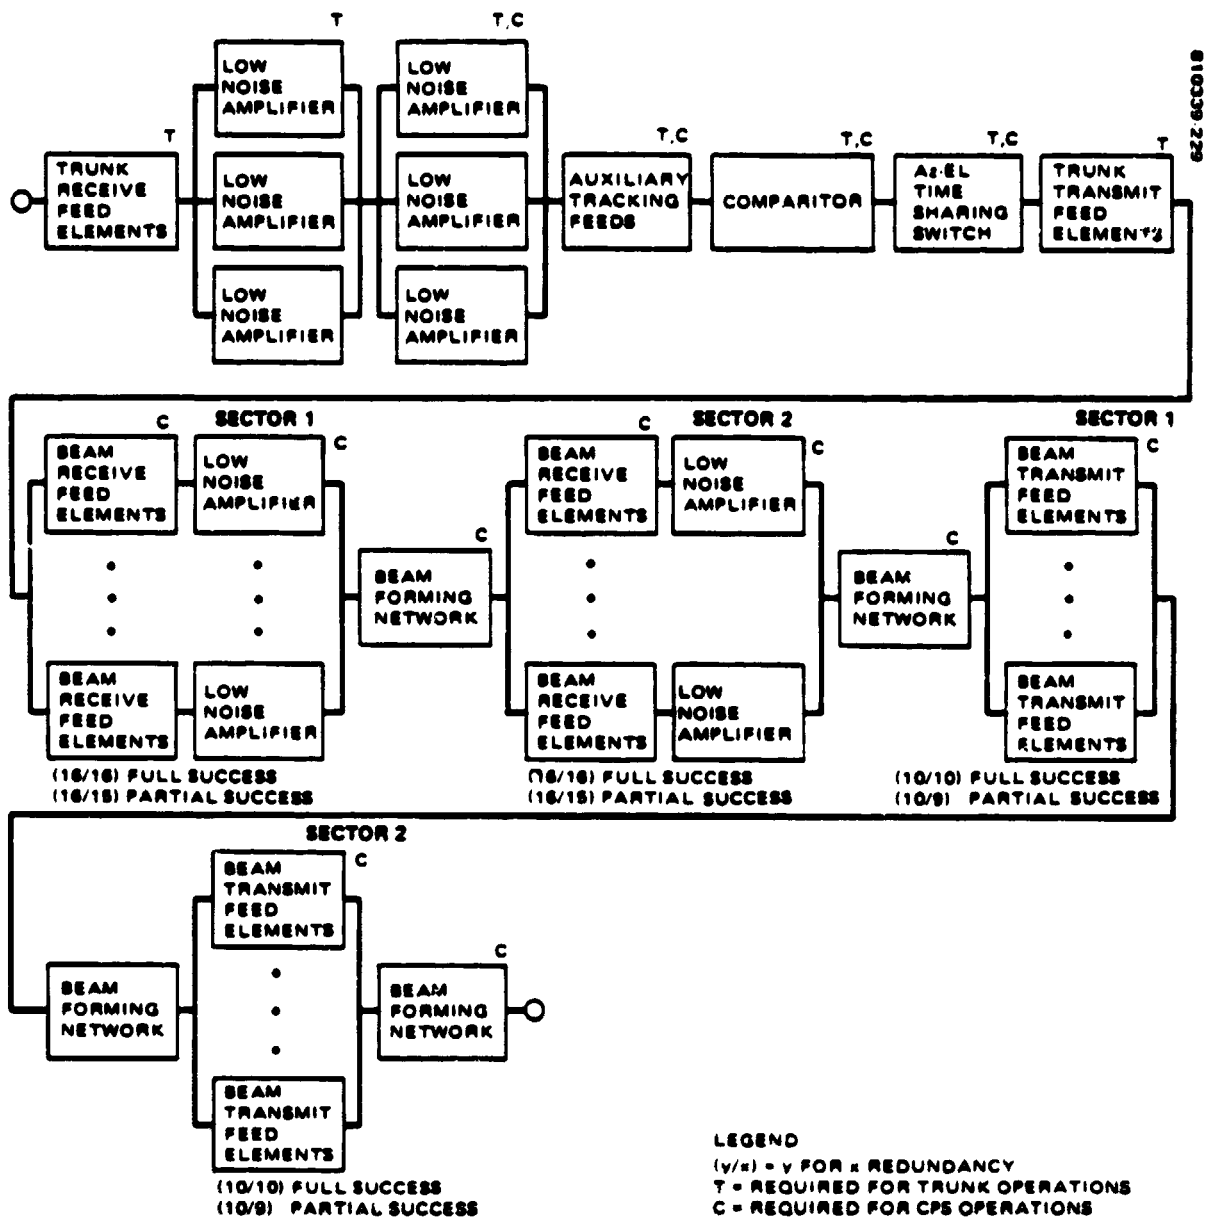 T
T,C
LOW
NOISE
AMPLIFIER
LOW
NOISE
AMPLIFIER
810339-229
T
TRUNK
RECEIVE
FEED
ELEMENTS
LOW
NOISE
AMPLIFIER
LOW
NOISE
AMPLIFIER
T,C
AUXILIARY
TRACKING
FEEDS
T,C
COMPARITOR
T,C
AZ-EL
TIME
SHARING
SWITCH
T
TRUNK
TRANSMIT
FEED
ELEMENTS
LOW
NOISE
AMPLIFIER
LOW
NOISE
AMPLIFIER
SECTOR 1
SECTOR 2
SECTOR 1
C
BEAM
RECEIVE
FEED
ELEMENTS
C
LOW
NOISE
AMPLIFIER
C
BEAM
RECEIVE
FEED
ELEMENTS
C
LOW
NOISE
AMPLIFIER
C
BEAM
TRANSMIT
FEED
ELEMENTS
C
BEAM
FORMING
NETWORK
C
BEAM
FORMING
NETWORK
BEAM
RECEIVE
FEED
ELEMENTS
LOW
NOISE
AMPLIFIER
BEAM
RECEIVE
FEED
ELEMENTS
LOW
NOISE
AMPLIFIER
BEAM
TRANSMIT
FEED
ELEMENTS
(16/16) FULL SUCCESS
(16/15) PARTIAL SUCCESS
(16/16) FULL SUCCESS
(16/15) PARTIAL SUCCESS
(10/10) FULL SUCCESS
(10/9) PARTIAL SUCCESS
SECTOR 2
C
BEAM
TRANSMIT
FEED
ELEMENTS
BEAM
FORMING
NETWORK
C
BEAM
FORMING
NETWORK
BEAM
TRANSMIT
FEED
ELEMENTS
(10/10) FULL SUCCESS
(10/9) PARTIAL SUCCESS
LEGEND
(y/x) = y FOR x REDUNDANCY
T = REQUIRED FOR TRUNK OPERATIONS
C = REQUIRED FOR CPS OPERATIONS